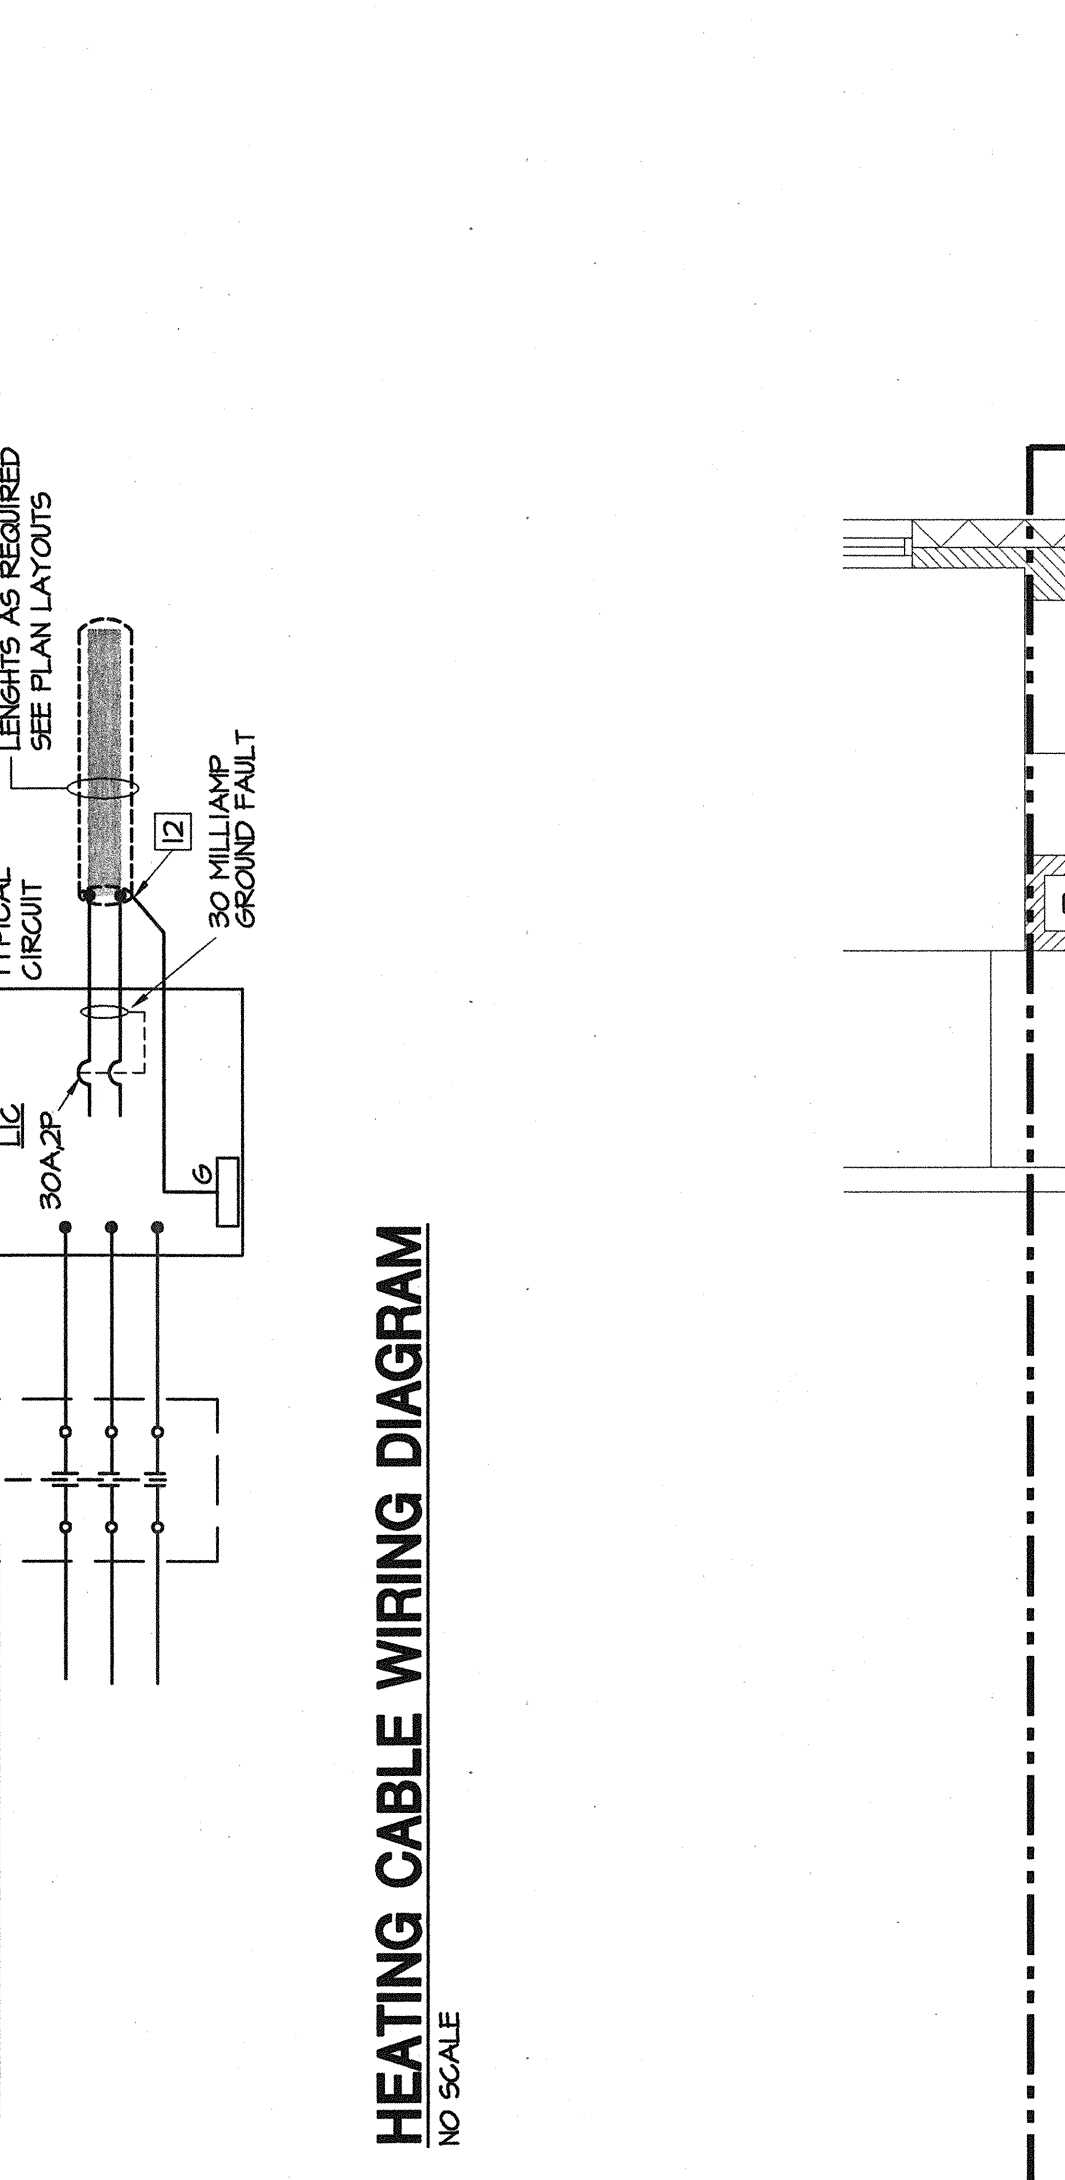 LENGHTS AS REQUIRED
SEE PLAN LAYOUTS
CIRCUIT
12
30 MILLIAMP
GROUND FAULT
30A,2P
G
HEATING CABLE WIRING DIAGRAM
NO SCALE